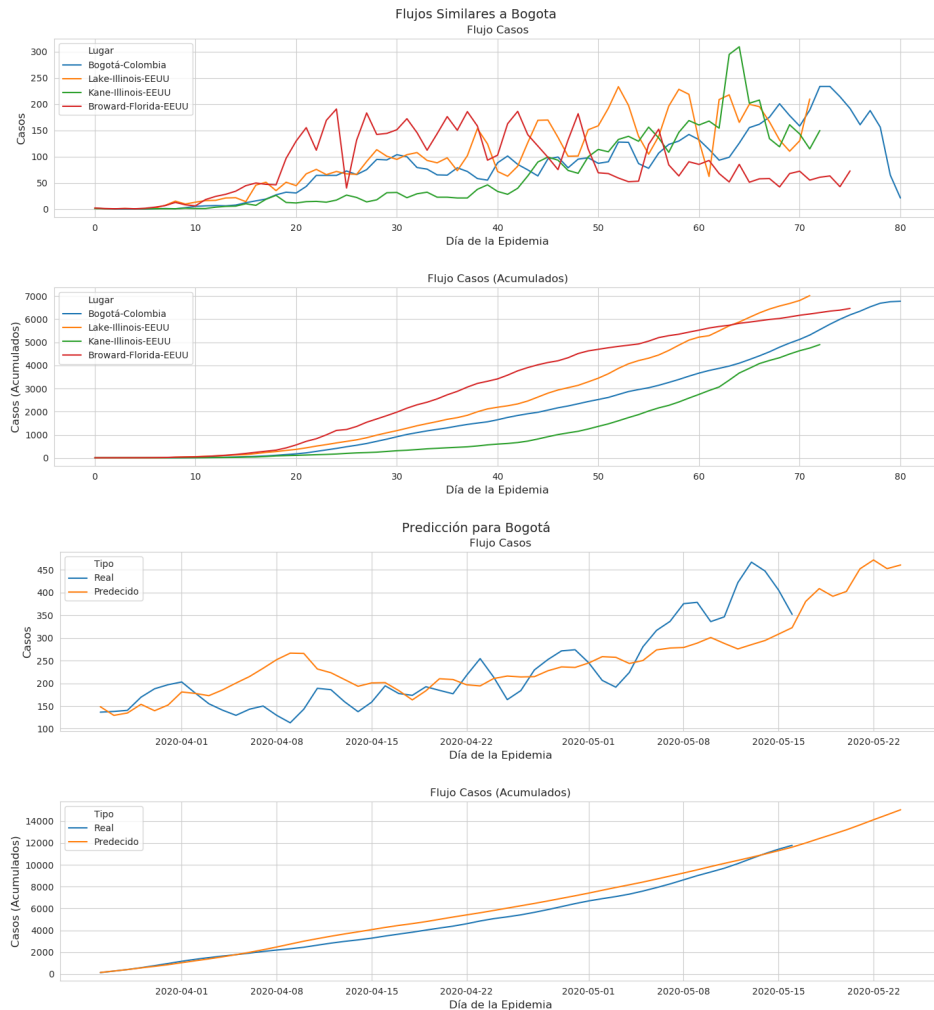 Flujos Similares a Bogota
Flujo Casos
300
250
200
150
100
50
0
Casos
Lugar
Bogotá-Colombia
Lake-Illinois-EEUU
Kane-Illinois-EEUU
Broward-Florida-EEUU
0 10 20 30 40 50 60 70 80
Día de la Epidemia
Flujo Casos (Acumulados)
7000
6000
5000
4000
3000
2000
1000
0
Casos (Acumulados)
Lugar
Bogotá-Colombia
Lake-Illinois-EEUU
Kane-Illinois-EEUU
Broward-Florida-EEUU
0 10 20 30 40 50 60 70 80
Día de la Epidemia
Predicción para Bogotá
Flujo Casos
450
400
350
300
250
200
150
100
Casos
Tipo
Real
Predecido
2020-04-01 2020-04-08 2020-04-15 2020-04-22 2020-05-01 2020-05-08 2020-05-15 2020-05-22
Día de la Epidemia
Flujo Casos (Acumulados)
14000
12000
10000
8000
6000
4000
2000
0
Casos (Acumulados)
Tipo
Real
Predecido
2020-04-01 2020-04-08 2020-04-15 2020-04-22 2020-05-01 2020-05-08 2020-05-15 2020-05-22
Día de la Epidemia